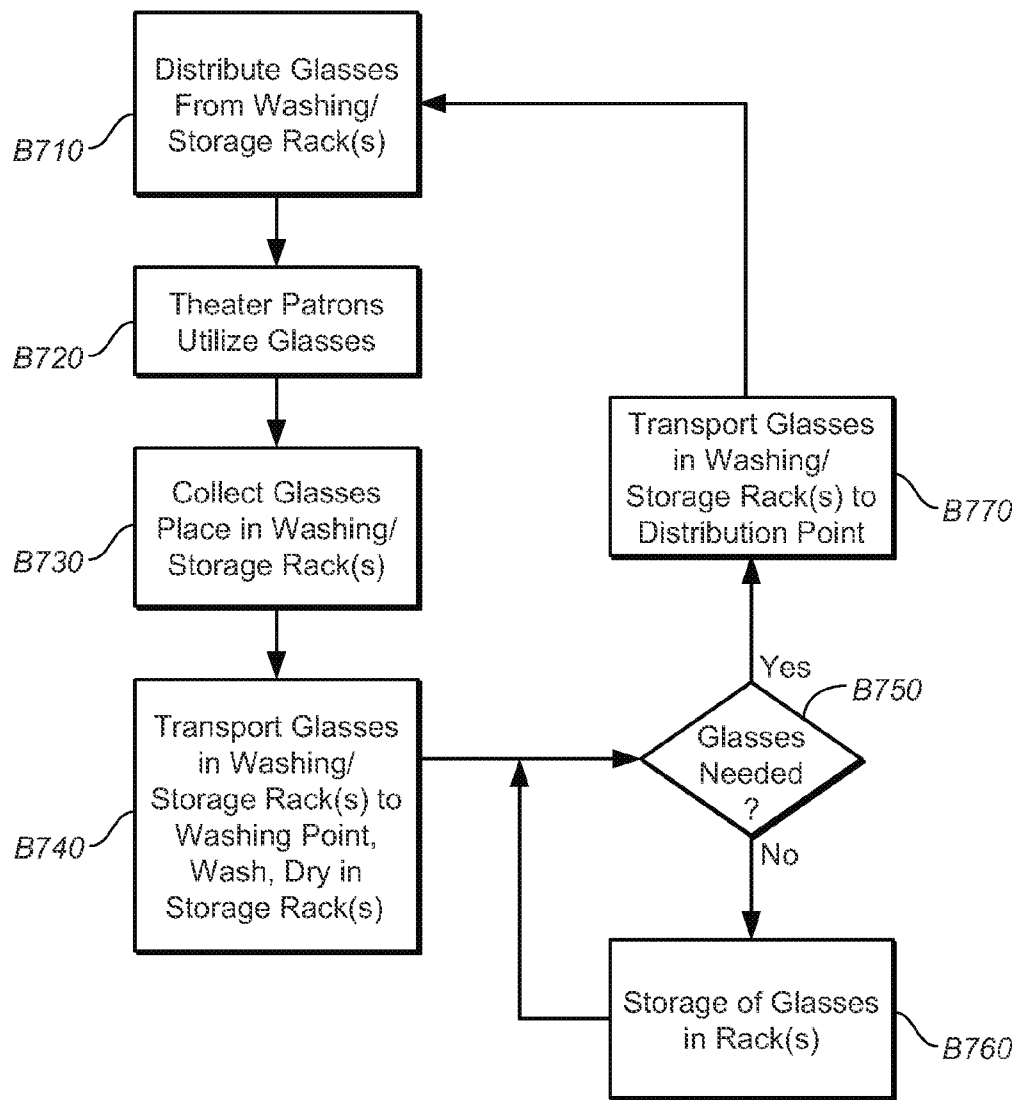 Distribute Glasses
From Washing/
Storage Rack(s)
B710
Theater Patrons
Utilize Glasses
B720
Collect Glasses
Place in Washing/
Storage Rack(s)
B730
Transport Glasses
in Washing/
Storage Rack(s) to
Washing Point,
Wash, Dry in
Storage Rack(s)
B740
Transport Glasses
in Washing/
Storage Rack(s) to
Distribution Point
B770
Yes
B750
Glasses
Needed
?
No
Storage of Glasses
in Rack(s)
B760